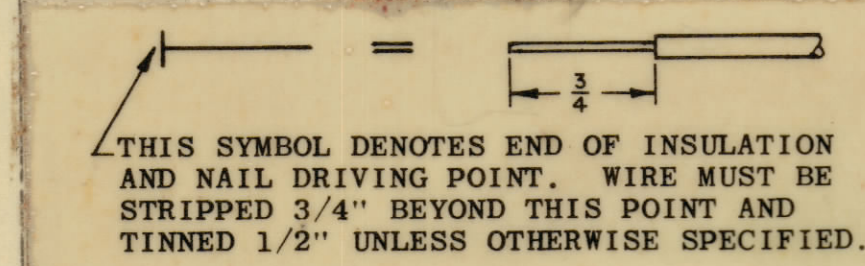 =
3/4
THIS SYMBOL DENOTES END OF INSULATION
AND NAIL DRIVING POINT. WIRE MUST BE
STRIPPED 3/4" BEYOND THIS POINT AND
TINNED 1/2" UNLESS OTHERWISE SPECIFIED.